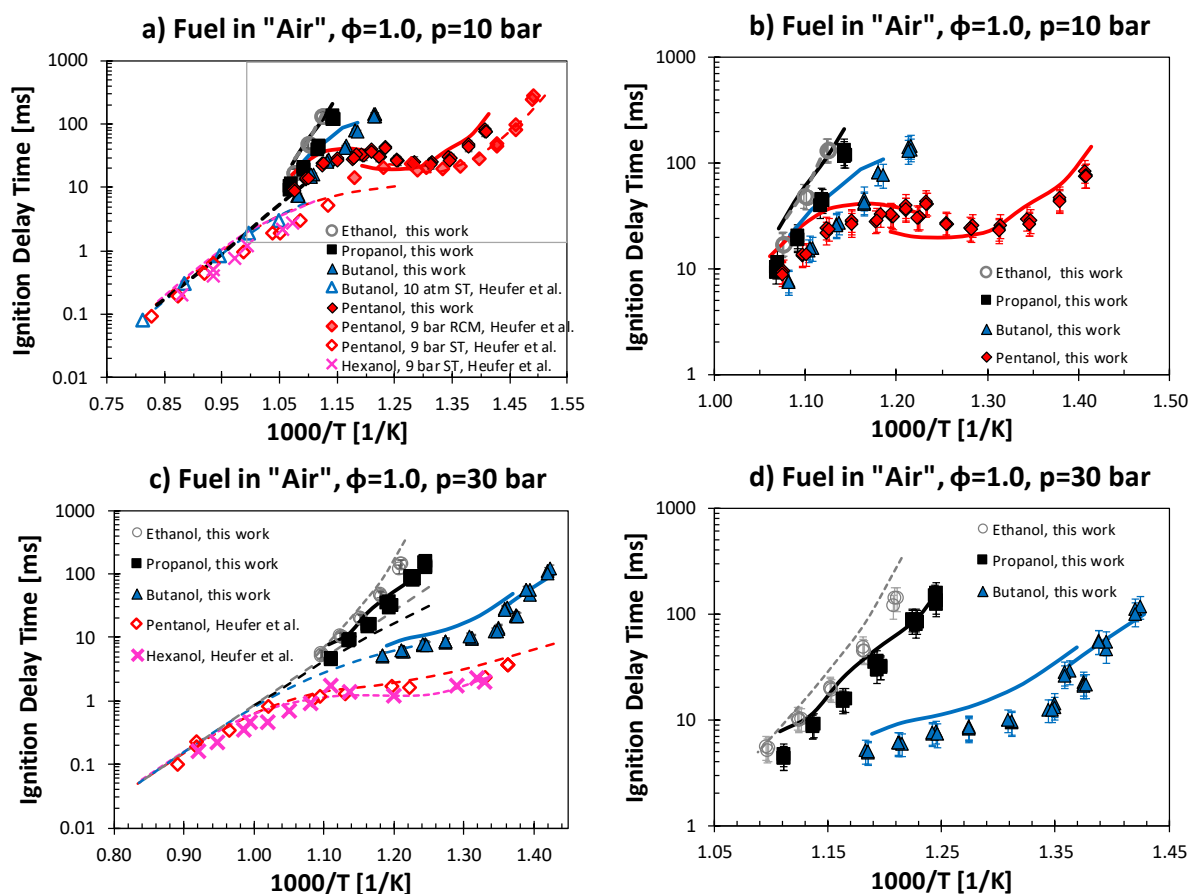 a) Fuel in "Air", ϕ=1.0, p=10 bar
Ignition Delay Time [ms]
1000
100
10
1
0.1
0.01
0.75 0.85 0.95 1.05 1.15 1.25 1.35 1.45 1.55
1000/T [1/K]
Ethanol, this work
Propanol, this work
Butanol, this work
Butanol, 10 atm ST, Heufer et al.
Pentanol, this work
Pentanol, 9 bar RCM, Heufer et al.
Pentanol, 9 bar ST, Heufer et al.
Hexanol, 9 bar ST, Heufer et al.
b) Fuel in "Air", ϕ=1.0, p=10 bar
Ignition Delay Time [ms]
1000
100
10
1
1.00 1.10 1.20 1.30 1.40 1.50
1000/T [1/K]
Ethanol, this work
Propanol, this work
Butanol, this work
Pentanol, this work
c) Fuel in "Air", ϕ=1.0, p=30 bar
Ignition Delay Time [ms]
1000
100
10
1
0.1
0.01
0.80 0.90 1.00 1.10 1.20 1.30 1.40
1000/T [1/K]
Ethanol, this work
Propanol, this work
Butanol, this work
Pentanol, Heufer et al.
Hexanol, Heufer et al.
d) Fuel in "Air", ϕ=1.0, p=30 bar
Ignition Delay Time [ms]
1000
100
10
1
1.05 1.15 1.25 1.35 1.45
1000/T [1/K]
Ethanol, this work
Propanol, this work
Butanol, this work